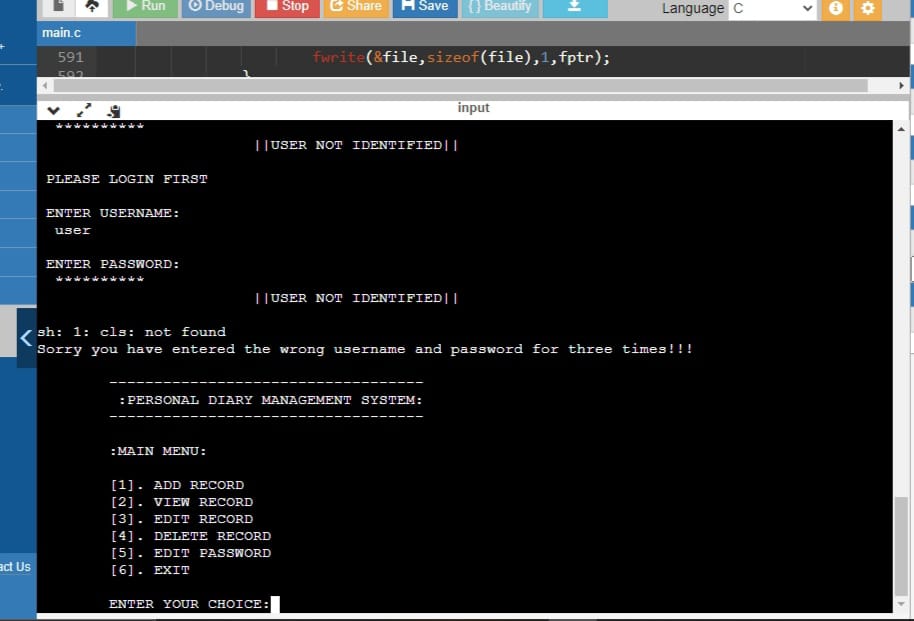 Run Debug Stop Share Save {} Beautify Language C
main.c
591 fwrite(&file,sizeof(file),1,fptr);
592 }
input
**********
||USER NOT IDENTIFIED||
PLEASE LOGIN FIRST
ENTER USERNAME:
user
ENTER PASSWORD:
**********
||USER NOT IDENTIFIED||
sh: 1: cls: not found
Sorry you have entered the wrong username and password for three times!!!
-----------------------------------
:PERSONAL DIARY MANAGEMENT SYSTEM:
-----------------------------------
:MAIN MENU:
[1]. ADD RECORD
[2]. VIEW RECORD
[3]. EDIT RECORD
[4]. DELETE RECORD
[5]. EDIT PASSWORD
[6]. EXIT
act Us
ENTER YOUR CHOICE: